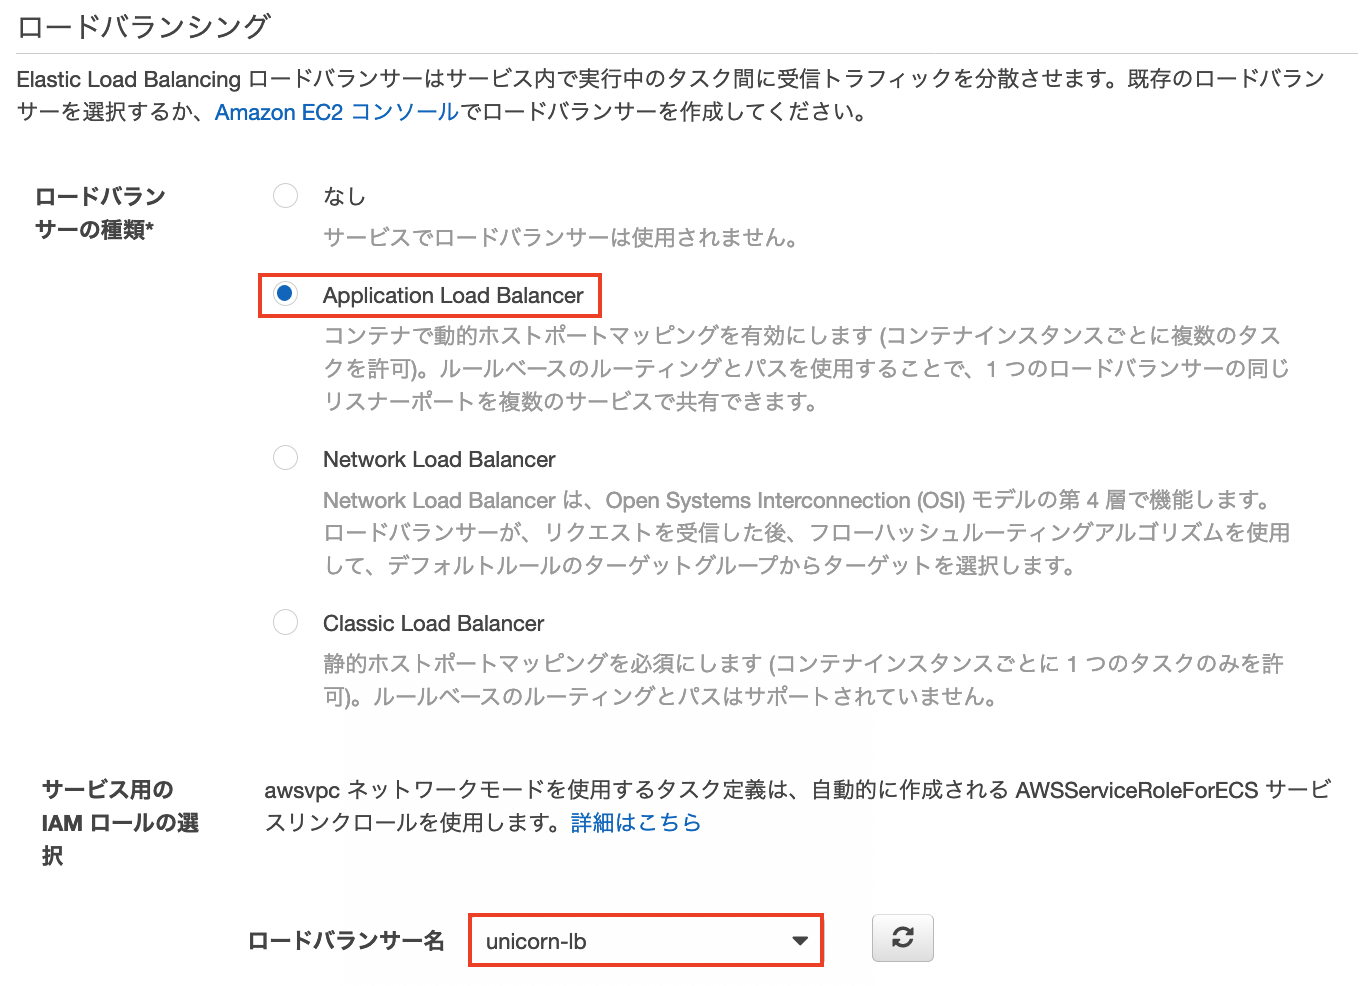 ロードバランシング
Elastic Load Balancing ロードバランサーはサービス内で実行中のタスク間に受信トラフィックを分散させます。既存のロードバラン
サーを選択するか、Amazon EC2 コンソールでロードバランサーを作成してください。
ロードバラン
サーの種類*
なし
サービスでロードバランサーは使用されません。
Application Load Balancer
コンテナで動的ホストポートマッピングを有効にします (コンテナインスタンスごとに複数のタス
クを許可)。ルールベースのルーティングとパスを使用することで、1 つのロードバランサーの同じ
リスナーポートを複数のサービスで共有できます。
Network Load Balancer
Network Load Balancer は、Open Systems Interconnection (OSI) モデルの第 4 層で機能します。
ロードバランサーが、リクエストを受信した後、フローハッシュルーティングアルゴリズムを使用
して、デフォルトルールのターゲットグループからターゲットを選択します。
Classic Load Balancer
静的ホストポートマッピングを必須にします (コンテナインスタンスごとに 1 つのタスクのみを許
可)。ルールベースのルーティングとパスはサポートされていません。
サービス用の
IAM ロールの選
択
awsvpc ネットワークモードを使用するタスク定義は、自動的に作成される AWSServiceRoleForECS サービ
スリンクロールを使用します。詳細はこちら
ロードバランサー名
unicorn-lb